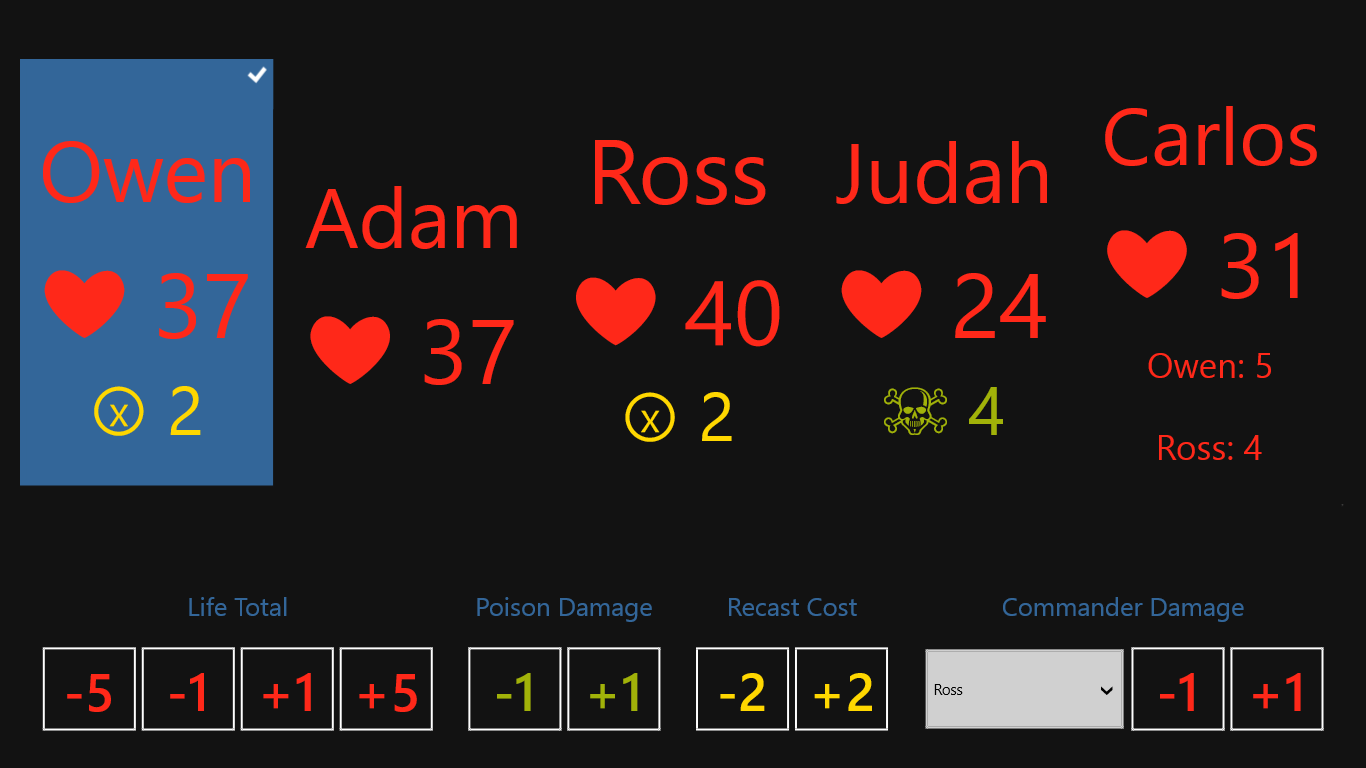 Owen
37
x 2
Adam
37
Ross
40
x 2
Judah
24
4
Carlos
31
Owen: 5
Ross: 4
Life Total
-5 -1 +1 +5
Poison Damage
-1 +1
Recast Cost
-2 +2
Commander Damage
Ross -1 +1